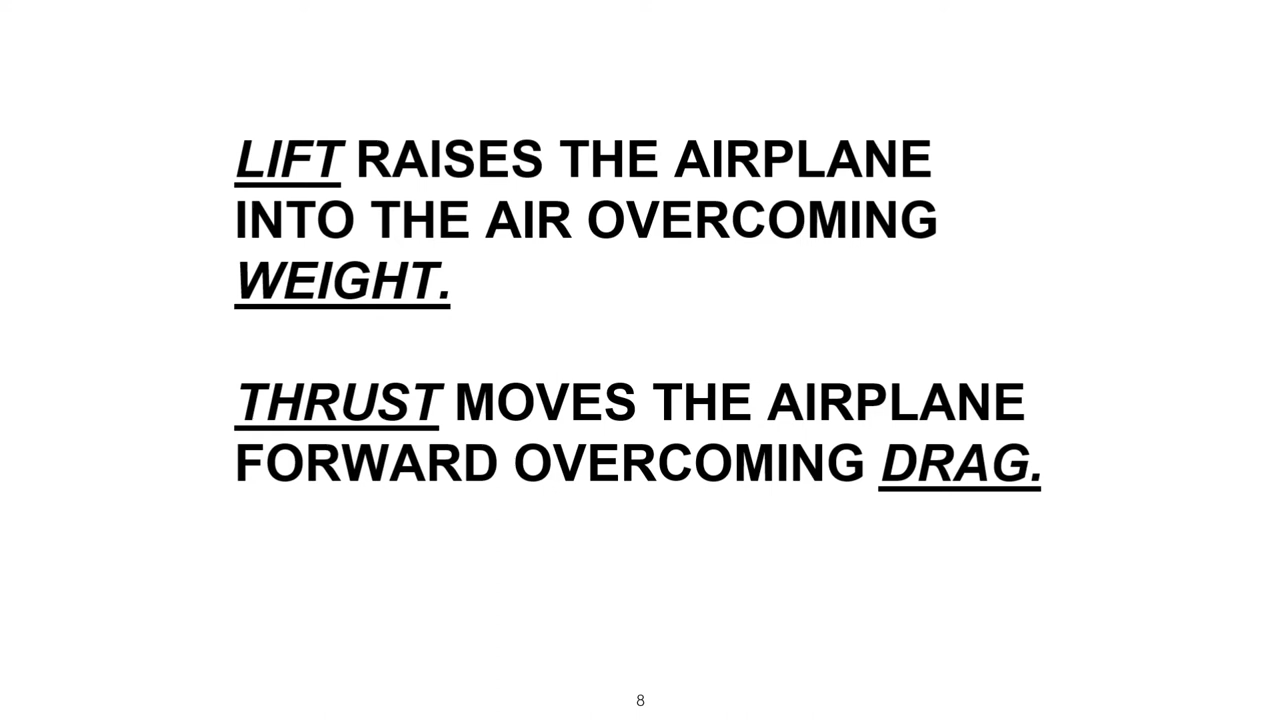 LIFT RAISES THE AIRPLANE
INTO THE AIR OVERCOMING
WEIGHT.
THRUST MOVES THE AIRPLANE
FORWARD OVERCOMING DRAG.
8